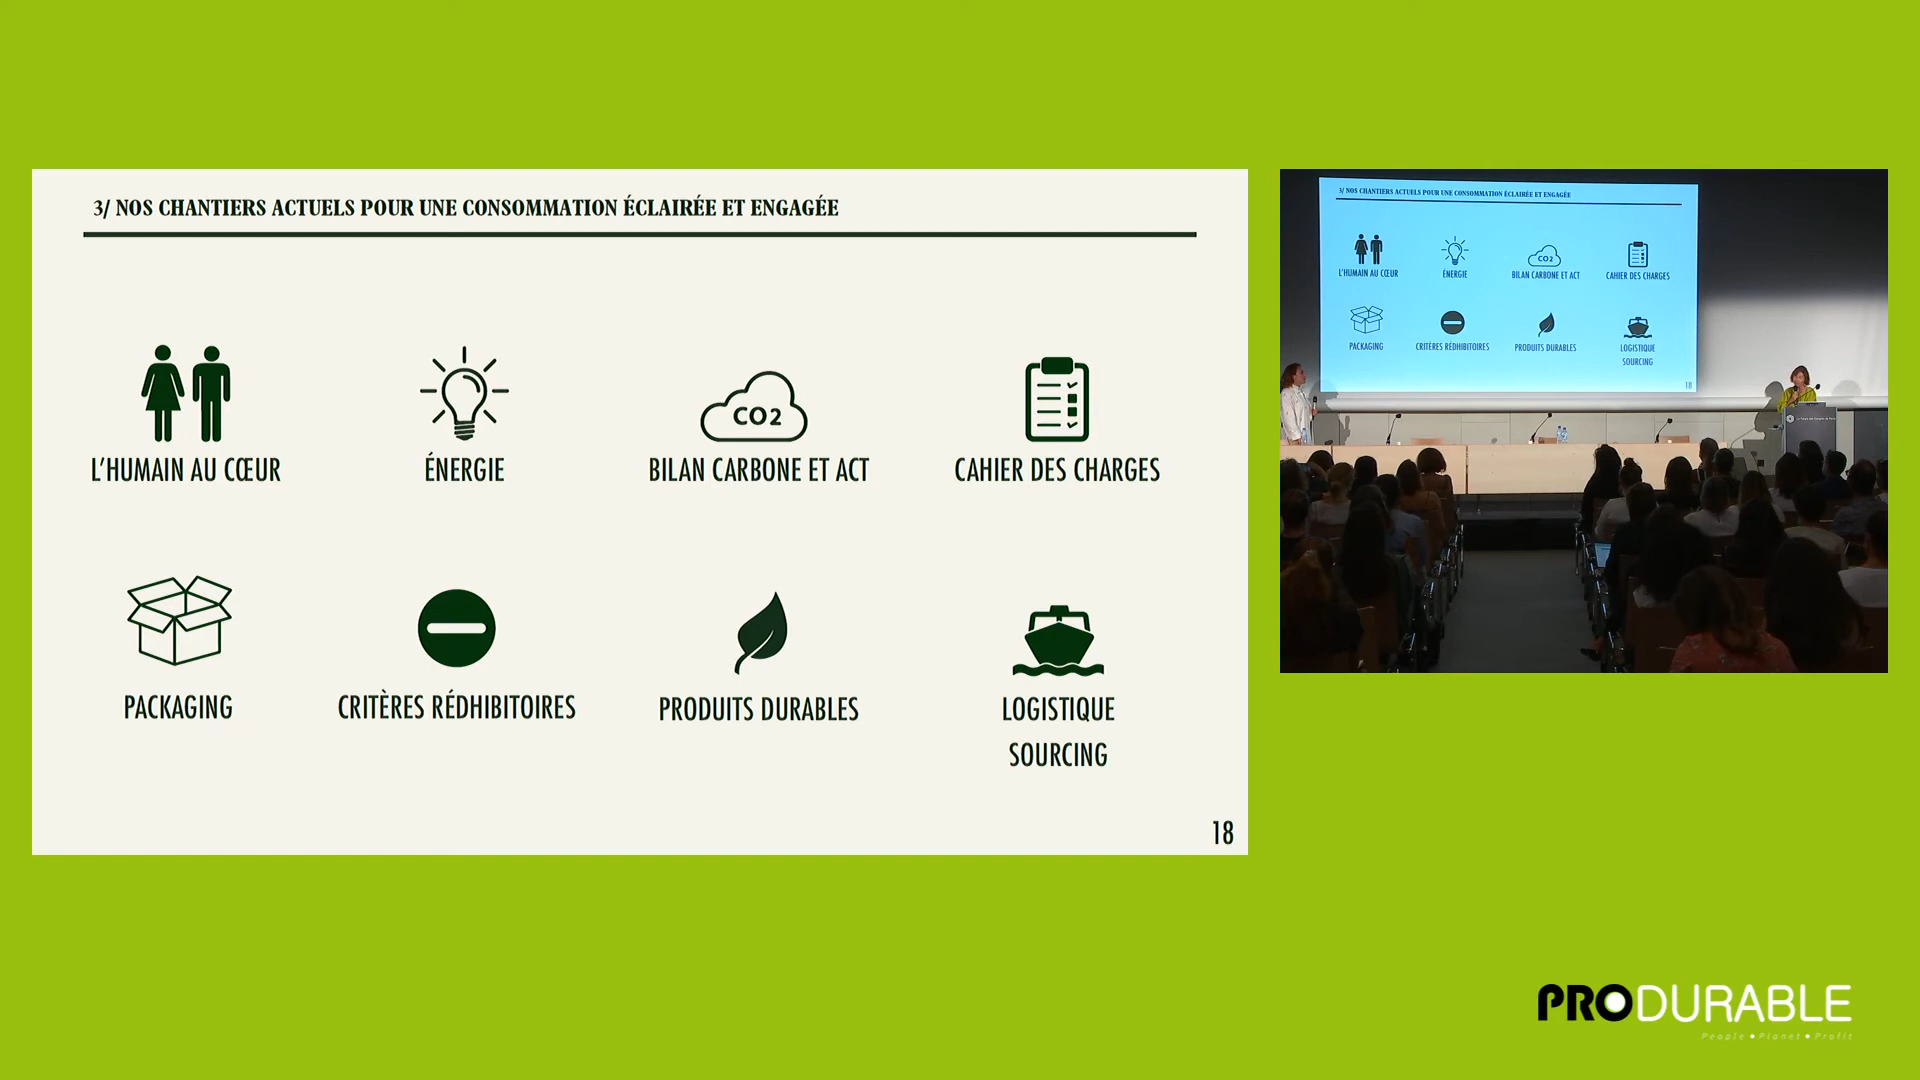 3/ NOS CHANTIERS ACTUELS POUR UNE CONSOMMATION ÉCLAIRÉE ET ENGAGÉE
L'HUMAIN AU CŒUR
ÉNERGIE
BILAN CARBONE ET ACT
CO2
CAHIER DES CHARGES
PACKAGING
CRITÈRES RÉDHIBITOIRES
PRODUITS DURABLES
LOGISTIQUE
SOURCING
18
3/ NOS CHANTIERS ACTUELS POUR UNE CONSOMMATION ÉCLAIRÉE ET ENGAGÉE
L'HUMAIN AU CŒUR
ÉNERGIE
CO2
BILAN CARBONE ET ACT
CAHIER DES CHARGES
PACKAGING
CRITÈRES RÉDHIBITOIRES
PRODUITS DURABLES
LOGISTIQUE
SOURCING
18
PRODURABLE
People • Planet • Profit